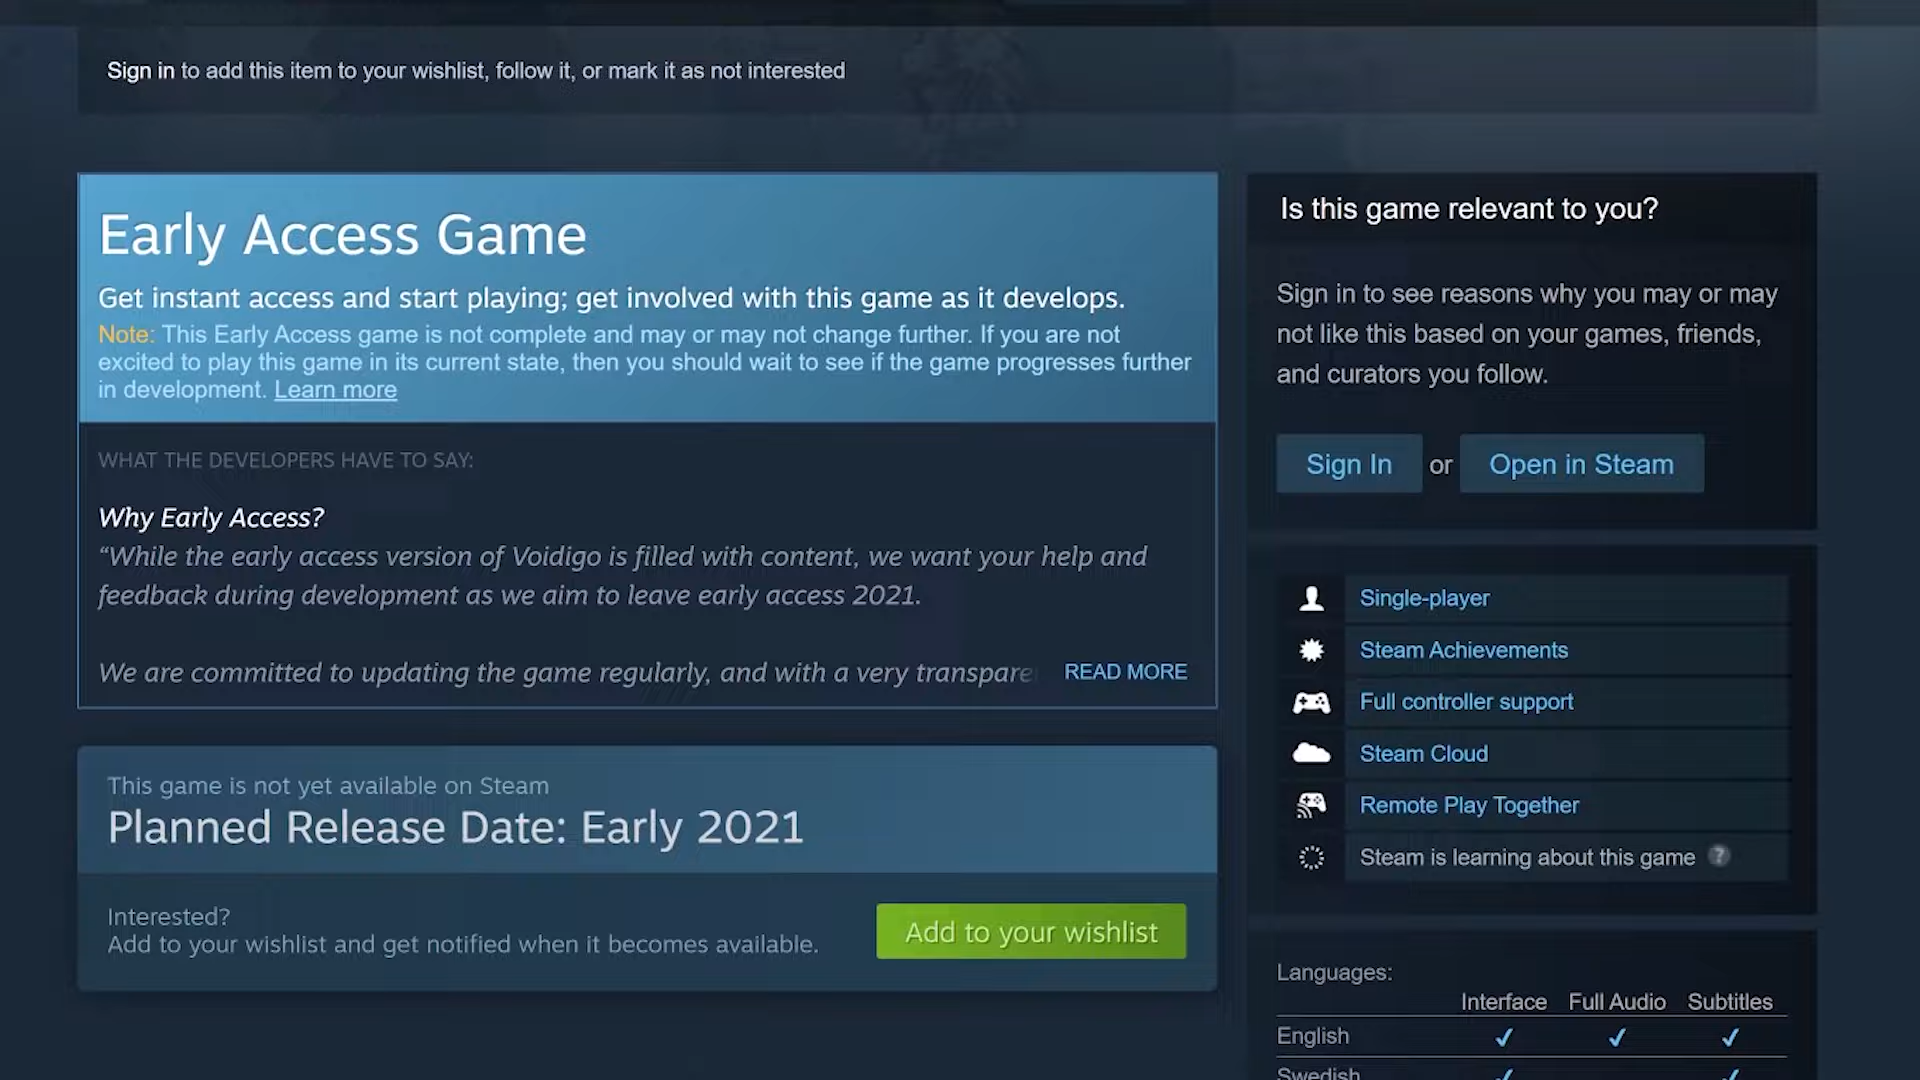 Sign in to add this item to your wishlist, follow it, or mark it as not interested
Early Access Game
Get instant access and start playing; get involved with this game as it develops.
Note: This Early Access game is not complete and may or may not change further. If you are not
excited to play this game in its current state, then you should wait to see if the game progresses further
in development. Learn more
WHAT THE DEVELOPERS HAVE TO SAY:
Why Early Access?
“While the early access version of Voidigo is filled with content, we want your help and
feedback during development as we aim to leave early access 2021.
We are committed to updating the game regularly, and with a very transpare READ MORE
This game is not yet available on Steam
Planned Release Date: Early 2021
Interested?
Add to your wishlist and get notified when it becomes available.
Add to your wishlist
Is this game relevant to you?
Sign in to see reasons why you may or may
not like this based on your games, friends,
and curators you follow.
Sign In or Open in Steam
Single-player
Steam Achievements
Full controller support
Steam Cloud
Remote Play Together
Steam is learning about this game ?
Languages:
Interface Full Audio Subtitles
English ✓ ✓ ✓
Swedish ✓ ✓